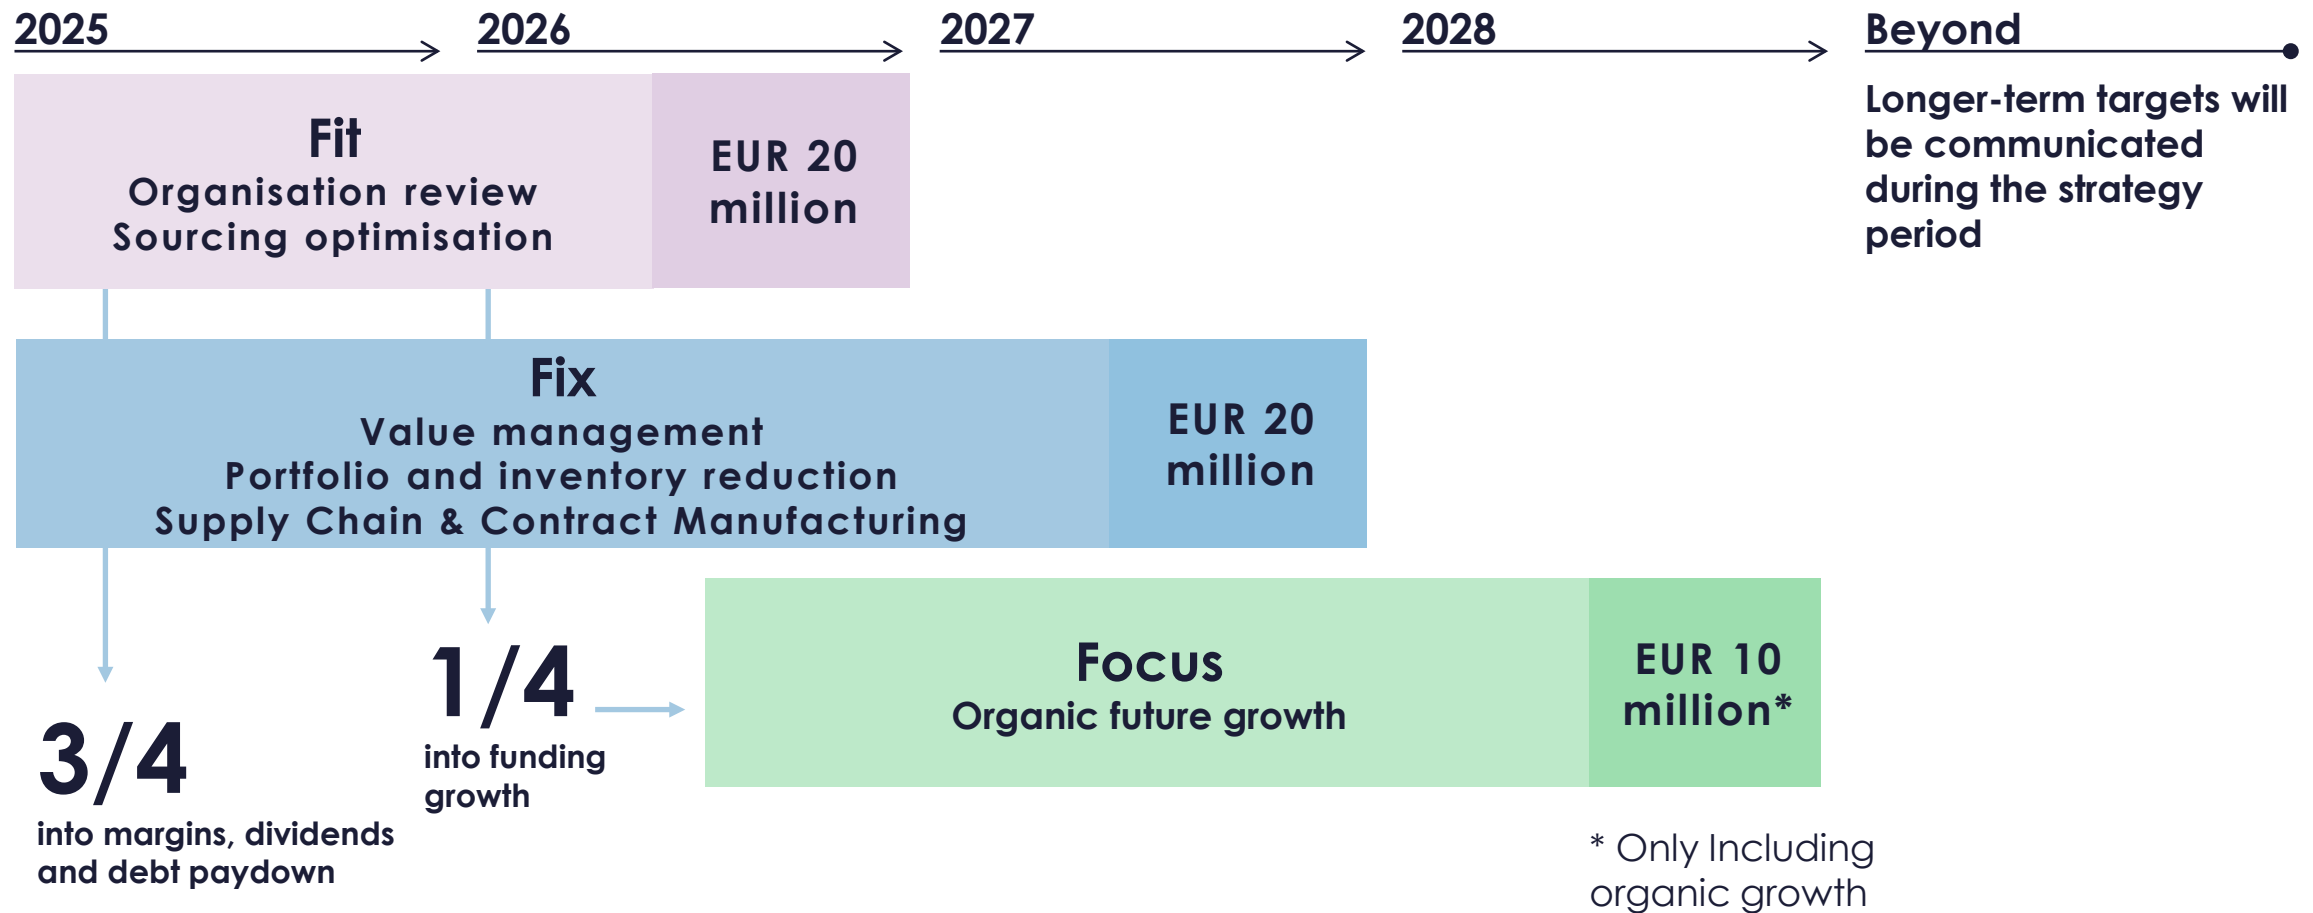 2025
2026
2027
2028
Beyond
Longer-term targets will
be communicated
during the strategy
period
Fit
Organisation review
Sourcing optimisation
EUR 20
million
Fix
Value management
Portfolio and inventory reduction
Supply Chain & Contract Manufacturing
EUR 20
million
3/4
into margins, dividends
and debt paydown
1/4
into funding
growth
Focus
Organic future growth
EUR 10
million*
* Only Including
organic growth